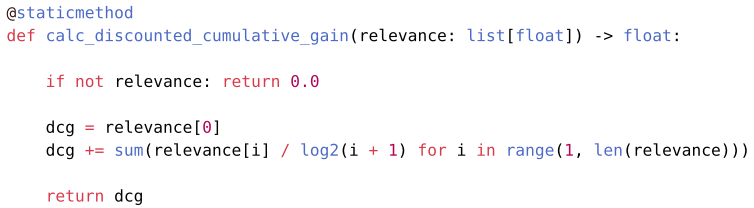 @staticmethod
def calc_discounted_cumulative_gain(relevance: list[float]) -> float:
    if not relevance: return 0.0
    dcg = relevance[0]
    dcg += sum(relevance[i] / log2(i + 1) for i in range(1, len(relevance)))
    return dcg